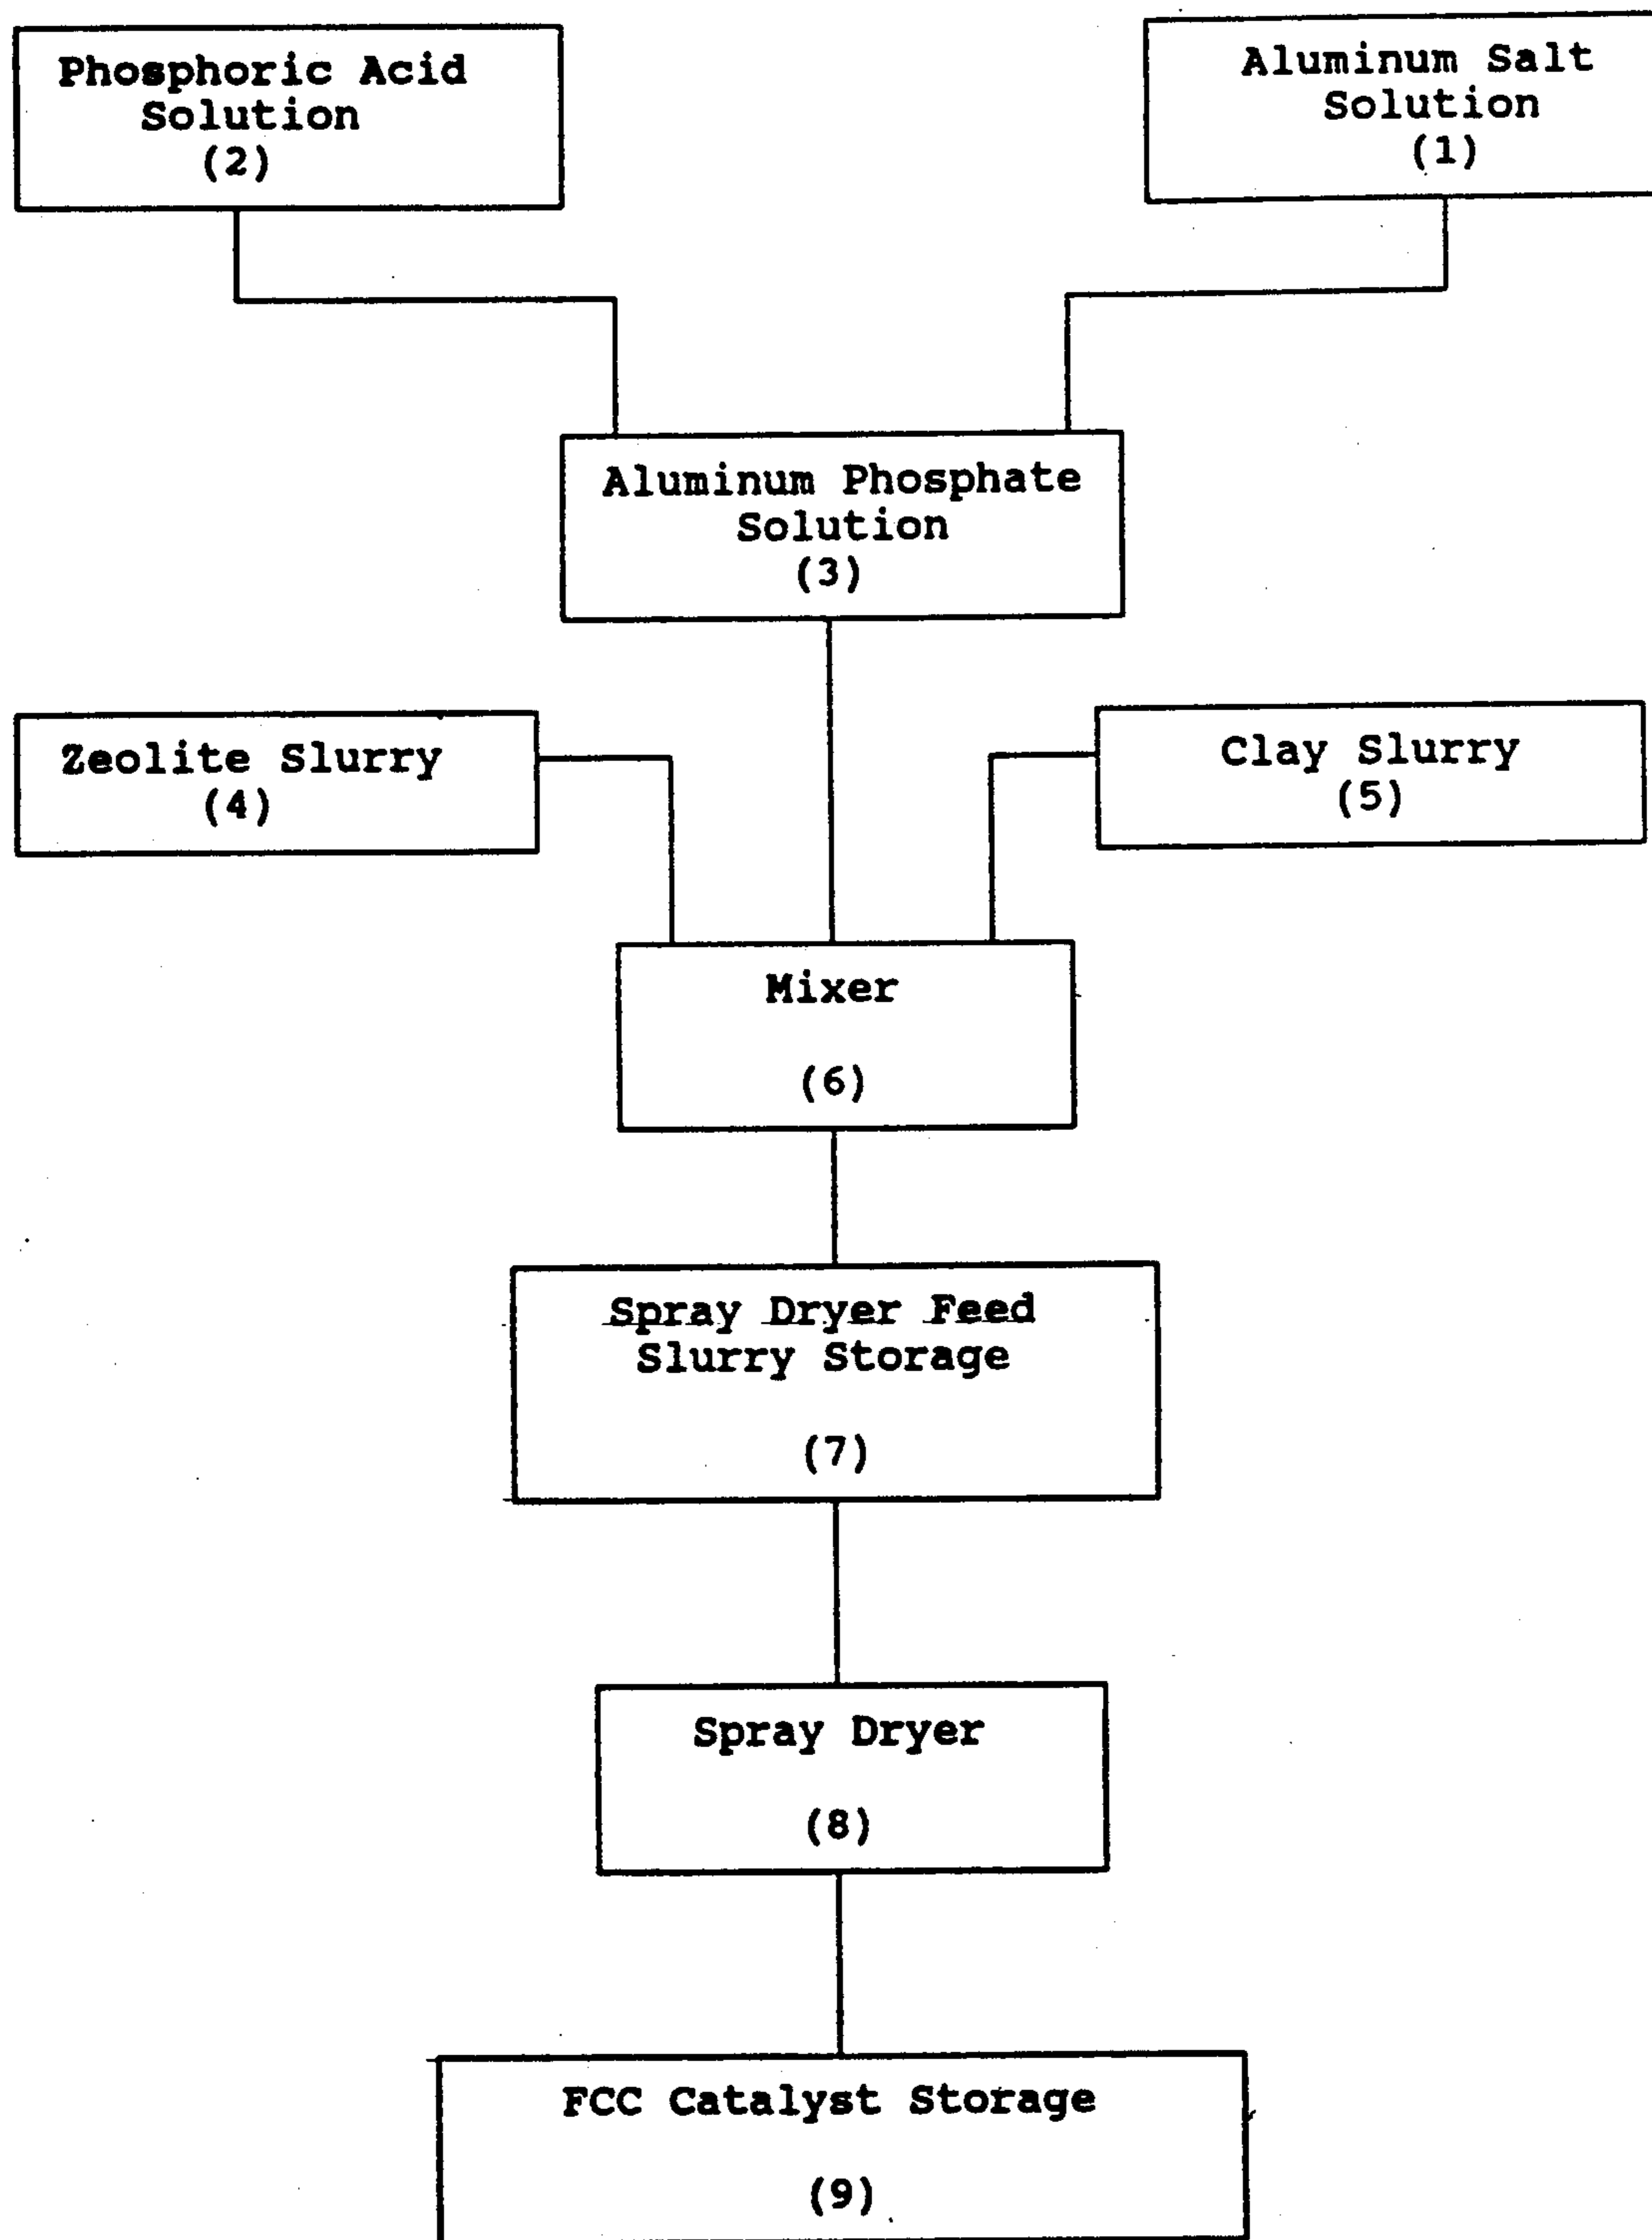 Phosphoric Acid
Solution
(2)
Aluminum Salt
Solution
(1)
Aluminum Phosphate
Solution
(3)
Zeolite Slurry
(4)
Clay Slurry
(5)
Mixer
(6)
Spray Dryer Feed
Slurry Storage
(7)
Spray Dryer
(8)
FCC Catalyst Storage
(9)